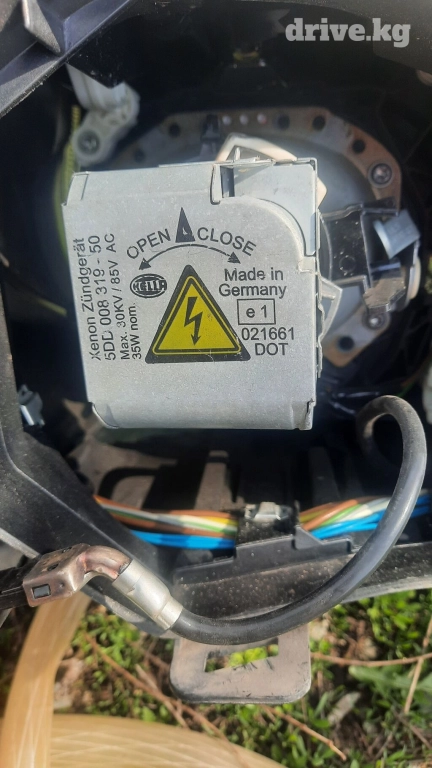 drive.kg
OPEN CLOSE
HELLA
Made in
Germany
e 1
021661
DOT
Xenon Zündgerät
5DD 008 319 - 50
Max. 30KV / 85V AC
35W nom.